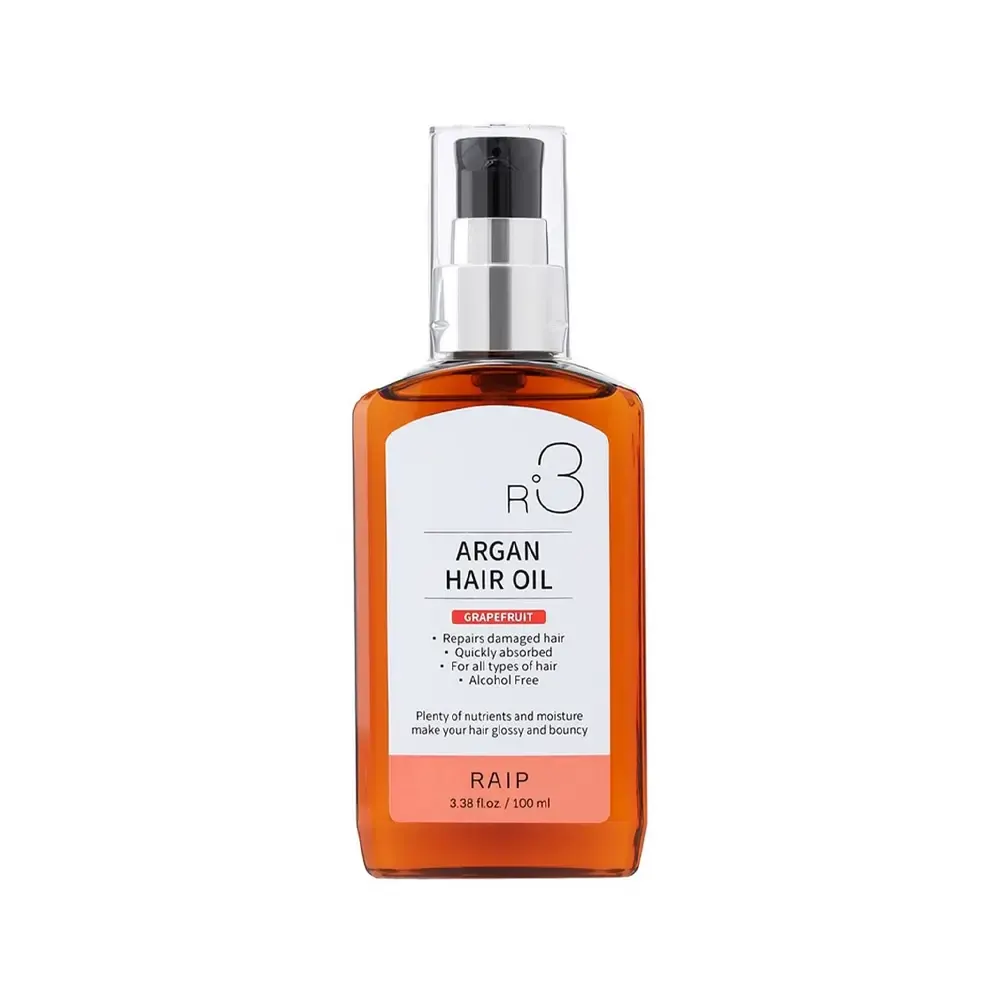 R3
ARGAN
HAIR OIL
GRAPEFRUIT
• Repairs damaged hair
• Quickly absorbed
• For all types of hair
• Alcohol Free
Plenty of nutrients and moisture
make your hair glossy and bouncy
RAIP
3.38 fl.oz. / 100 ml